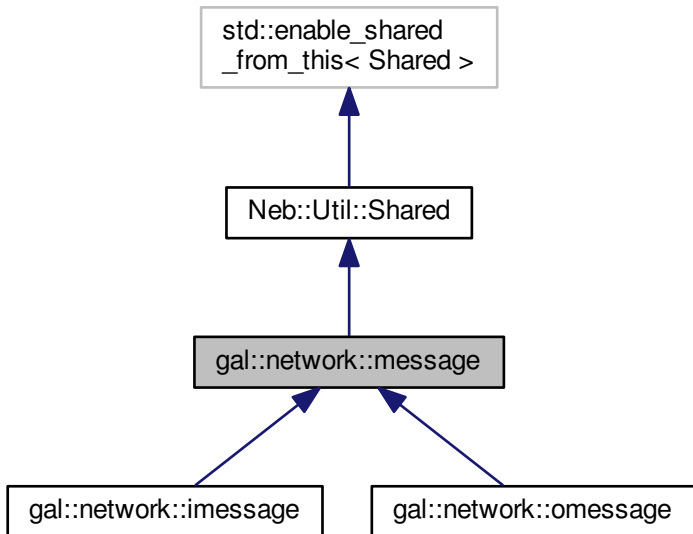 std::enable_shared
_from_this< Shared >
Neb::Util::Shared
gal::network::message
gal::network::imessage
gal::network::omessage